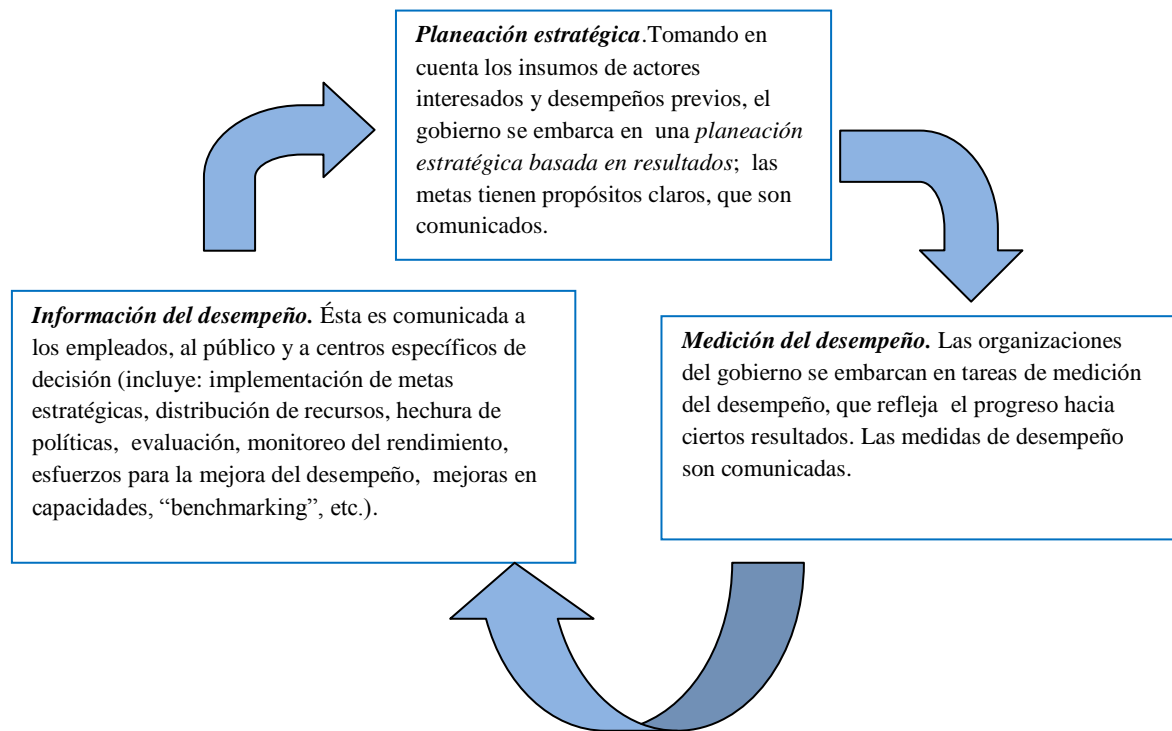 Planeación estratégica.Tomando en
cuenta los insumos de actores
interesados y desempeños previos, el
gobierno se embarca en una planeación
estratégica basada en resultados; las
metas tienen propósitos claros, que son
comunicados.
Información del desempeño. Ésta es comunicada a
los empleados, al público y a centros específicos de
decisión (incluye: implementación de metas
estratégicas, distribución de recursos, hechura de
políticas, evaluación, monitoreo del rendimiento,
esfuerzos para la mejora del desempeño, mejoras en
capacidades, “benchmarking”, etc.).
Medición del desempeño. Las organizaciones
del gobierno se embarcan en tareas de medición
del desempeño, que refleja el progreso hacia
ciertos resultados. Las medidas de desempeño
son comunicadas.